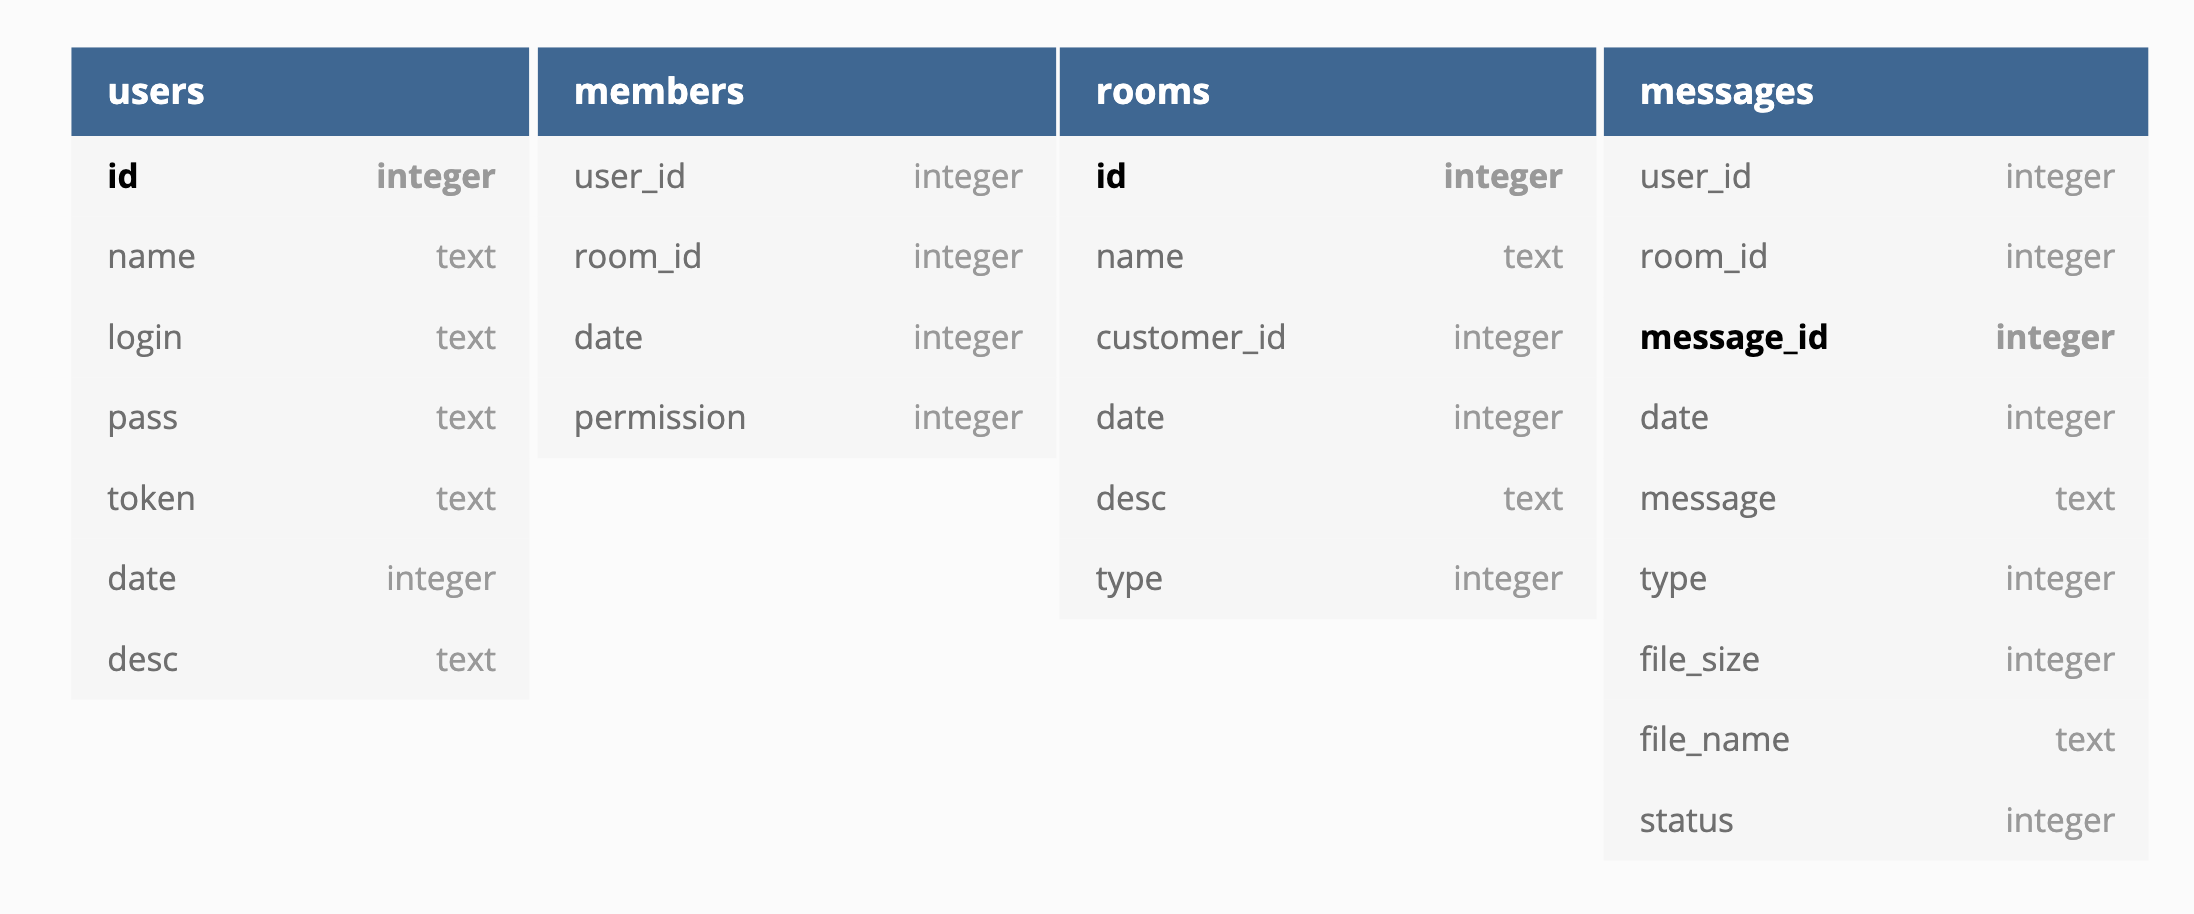 users
id integer
name text
login text
pass text
token text
date integer
desc text
members
user_id integer
room_id integer
date integer
permission integer
rooms
id integer
name text
customer_id integer
date integer
desc text
type integer
messages
user_id integer
room_id integer
message_id integer
date integer
message text
type integer
file_size integer
file_name text
status integer